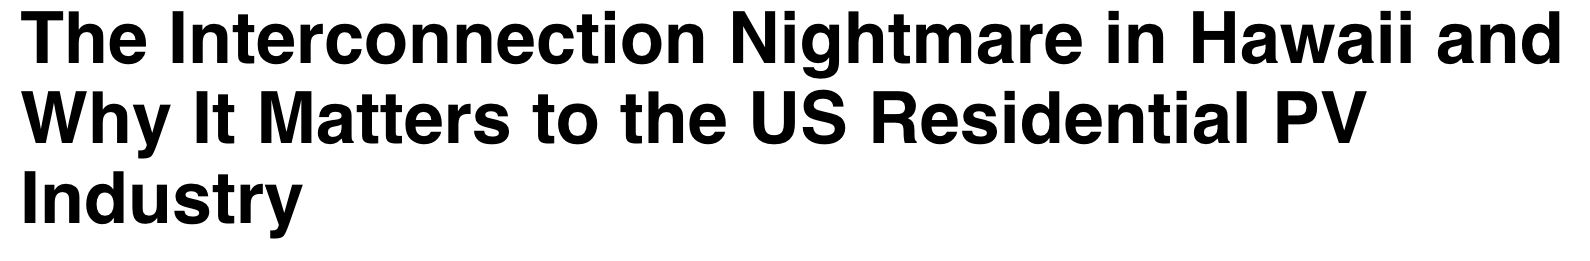 The Interconnection Nightmare in Hawaii and
Why It Matters to the US Residential PV
Industry